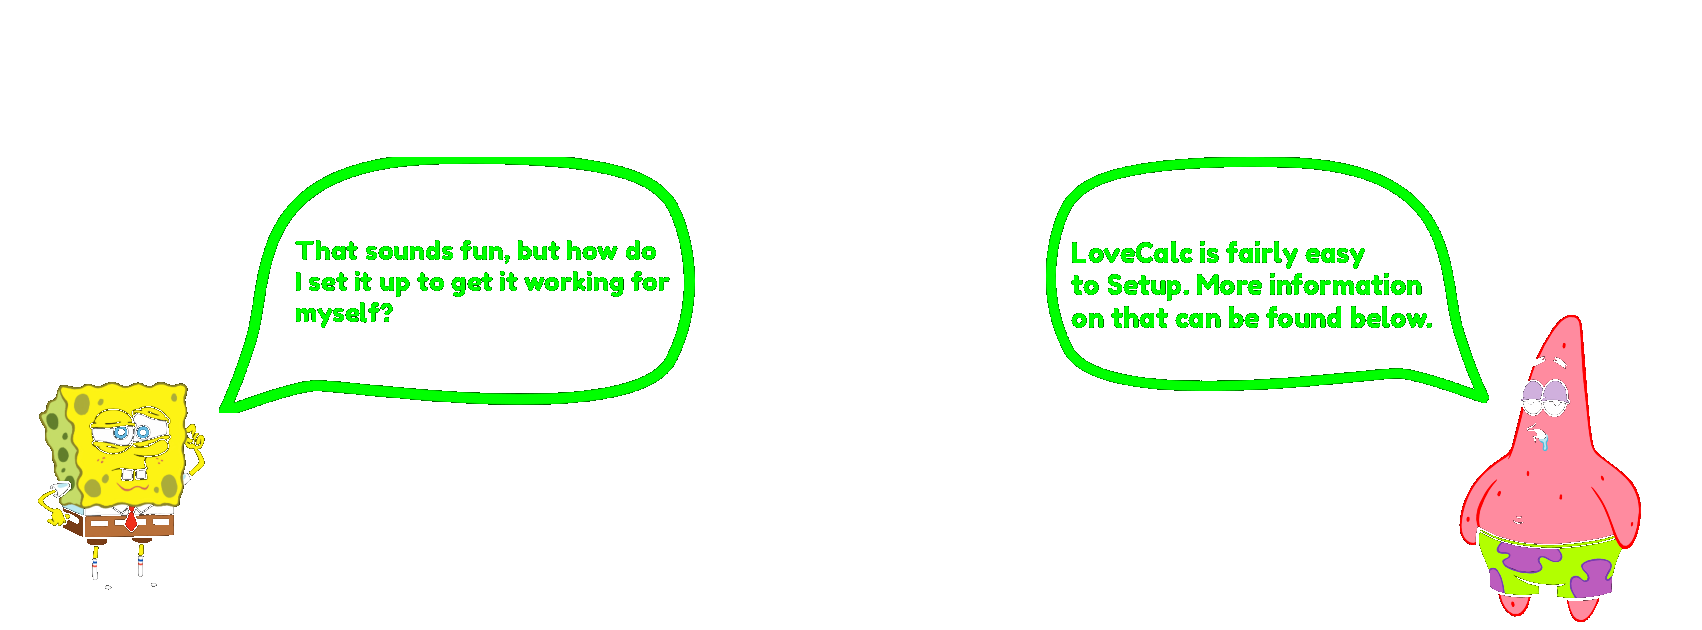 That sounds fun, but how do
I set it up to get it working for
myself?
LoveCalc is fairly easy
to Setup. More information
on that can be found below.